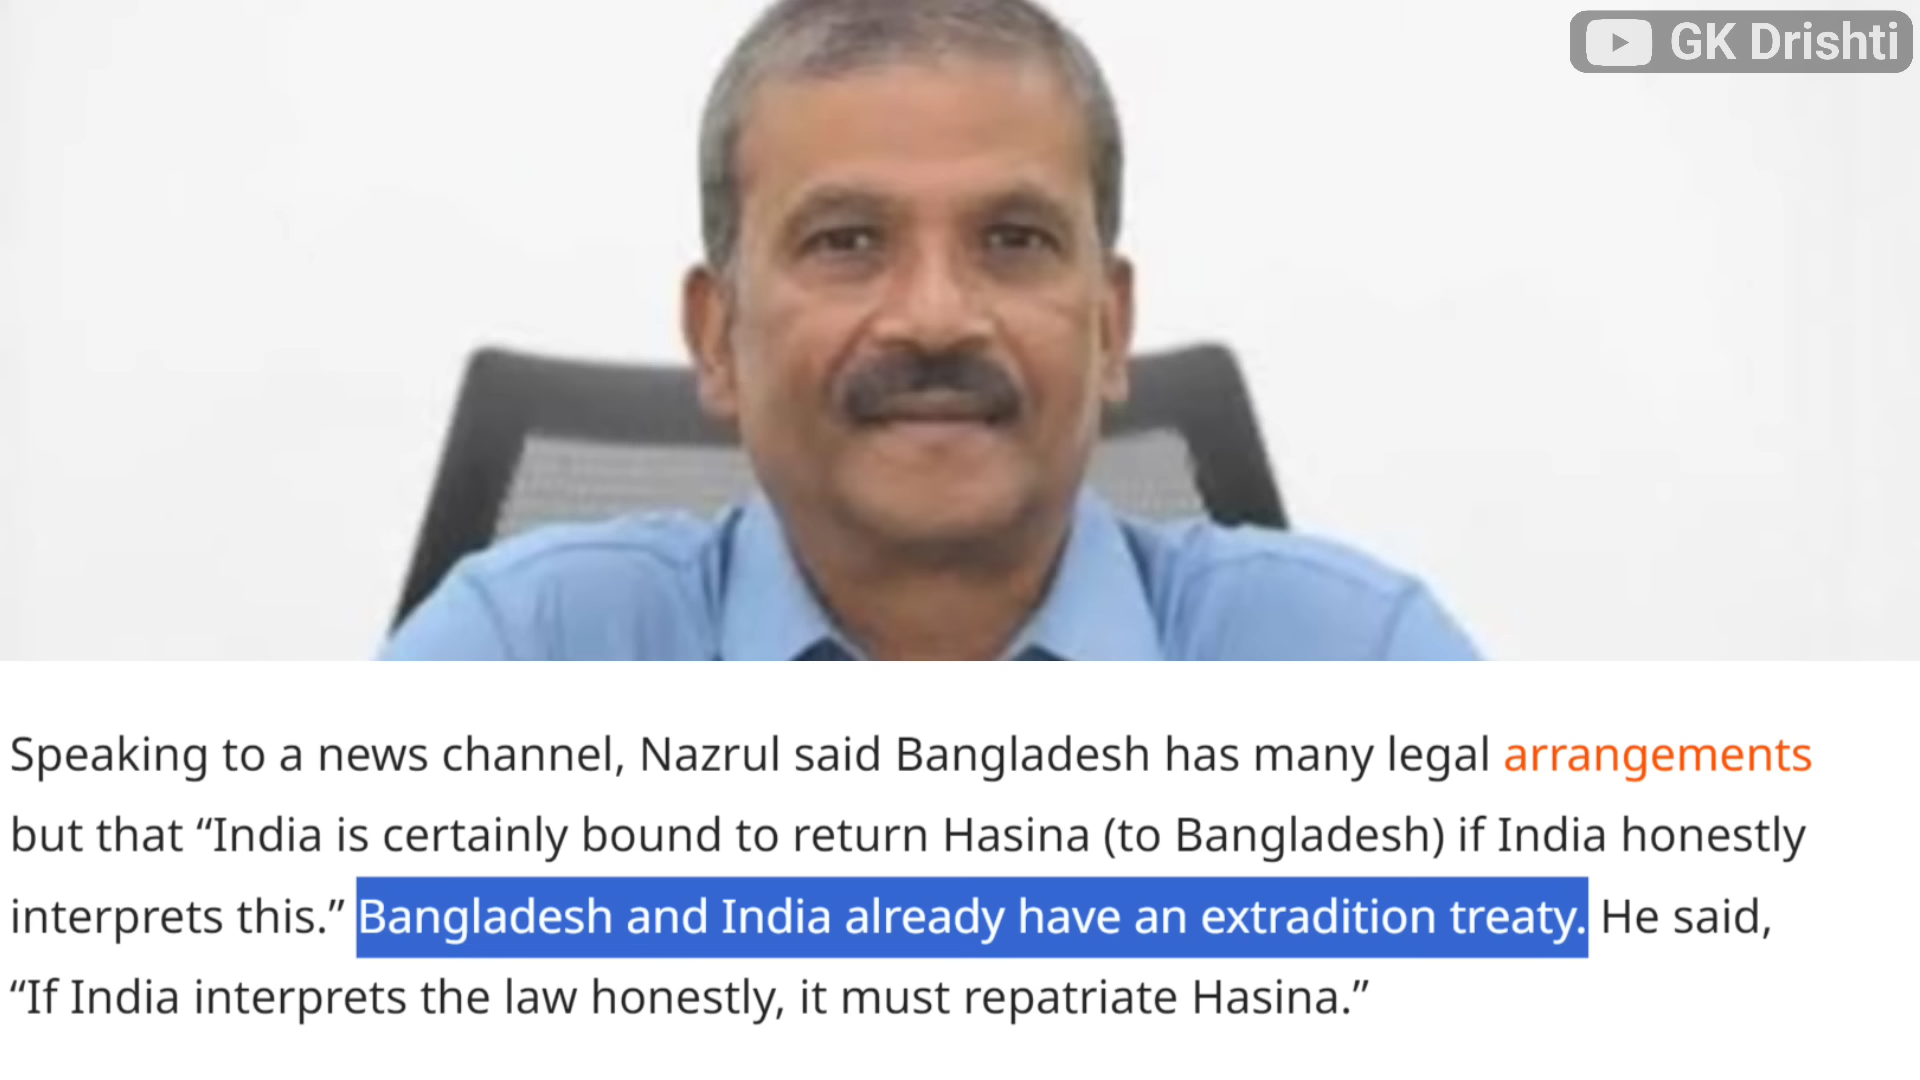 GK Drishti
Speaking to a news channel, Nazrul said Bangladesh has many legal arrangements
but that “India is certainly bound to return Hasina (to Bangladesh) if India honestly
interprets this.” Bangladesh and India already have an extradition treaty. He said,
“If India interprets the law honestly, it must repatriate Hasina.”